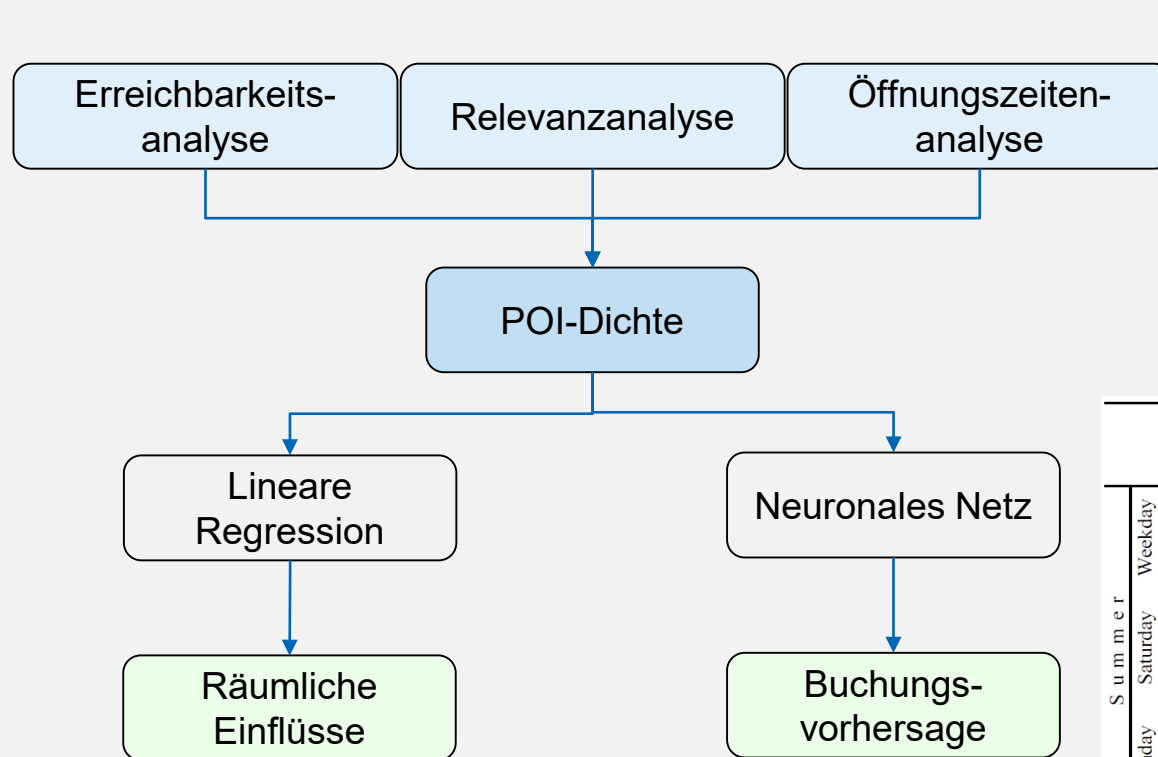 Erreichbarkeits-
analyse
Relevanzanalyse
Öffnungszeiten-
analyse
POI-Dichte
Lineare
Regression
Neuronales Netz
Räumliche
Einflüsse
Buchungs-
vorhersage
Summer
Weekday
Saturday